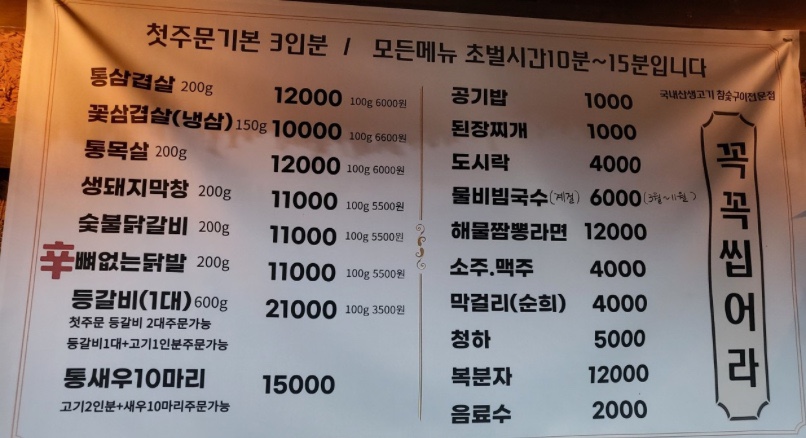 첫주문기본 3인분 / 모든메뉴 초벌시간10분~15분입니다
통삼겹살 200g 12000 100g 6000원
꽃삼겹살(냉삼)150g 10000 100g 6600원
통목살 200g 12000 100g 6000원
생돼지막창 200g 11000 100g 5500원
숯불닭갈비 200g 11000 100g 5500원
辛뼈없는닭발 200g 11000 100g 5500원
등갈비(1대)600g 21000 100g 3500원
첫주문 등갈비 2대주문가능
등갈비1대+고기1인분주문가능
통새우10마리 15000
고기2인분+새우10마리주문가능
공기밥 1000
된장찌개 1000
도시락 4000
물비빔국수(계절) 6000(3월~11월)
해물짬뽕라면 12000
소주.맥주 4000
막걸리(순희) 4000
청하 5000
복분자 12000
음료수 2000
국내산생고기 참숯구이전문점
꼭꼭씹어라